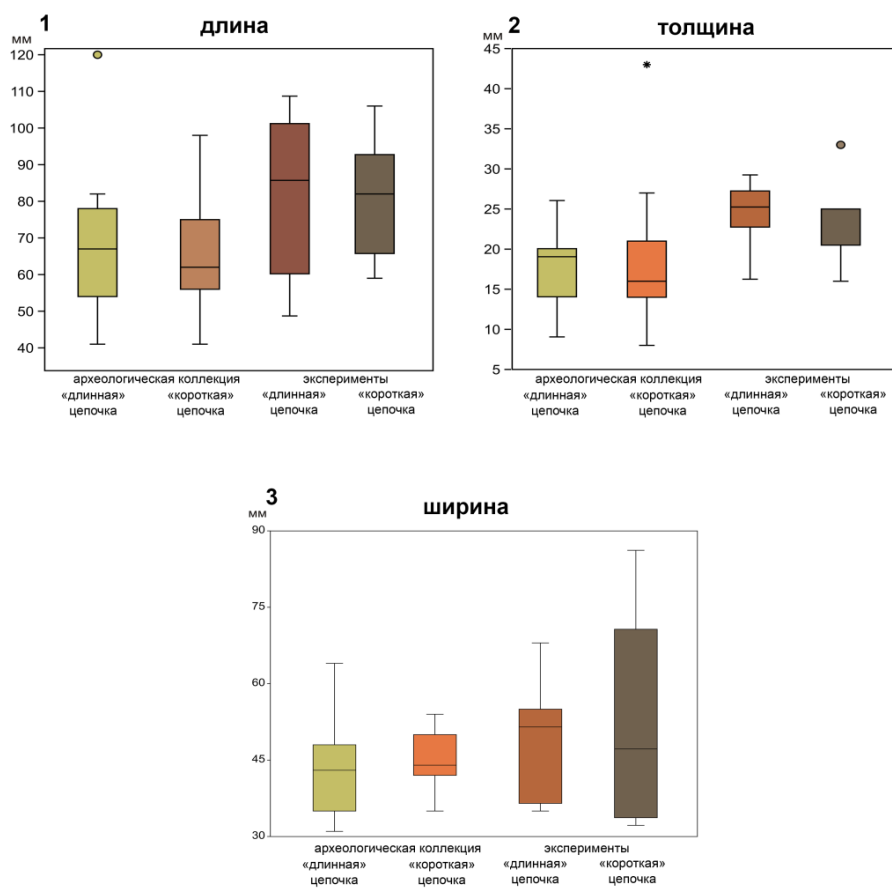 1
длина
мм
120
110
100
90
80
70
60
50
40
археологическая коллекция
эксперименты
«длинная» цепочка
«короткая» цепочка
«длинная» цепочка
«короткая» цепочка
2
толщина
мм
45
40
35
30
25
20
15
10
5
археологическая коллекция
эксперименты
«длинная» цепочка
«короткая» цепочка
«длинная» цепочка
«короткая» цепочка
3
ширина
мм
90
75
60
45
30
археологическая коллекция
эксперименты
«длинная» цепочка
«короткая» цепочка
«длинная» цепочка
«короткая» цепочка